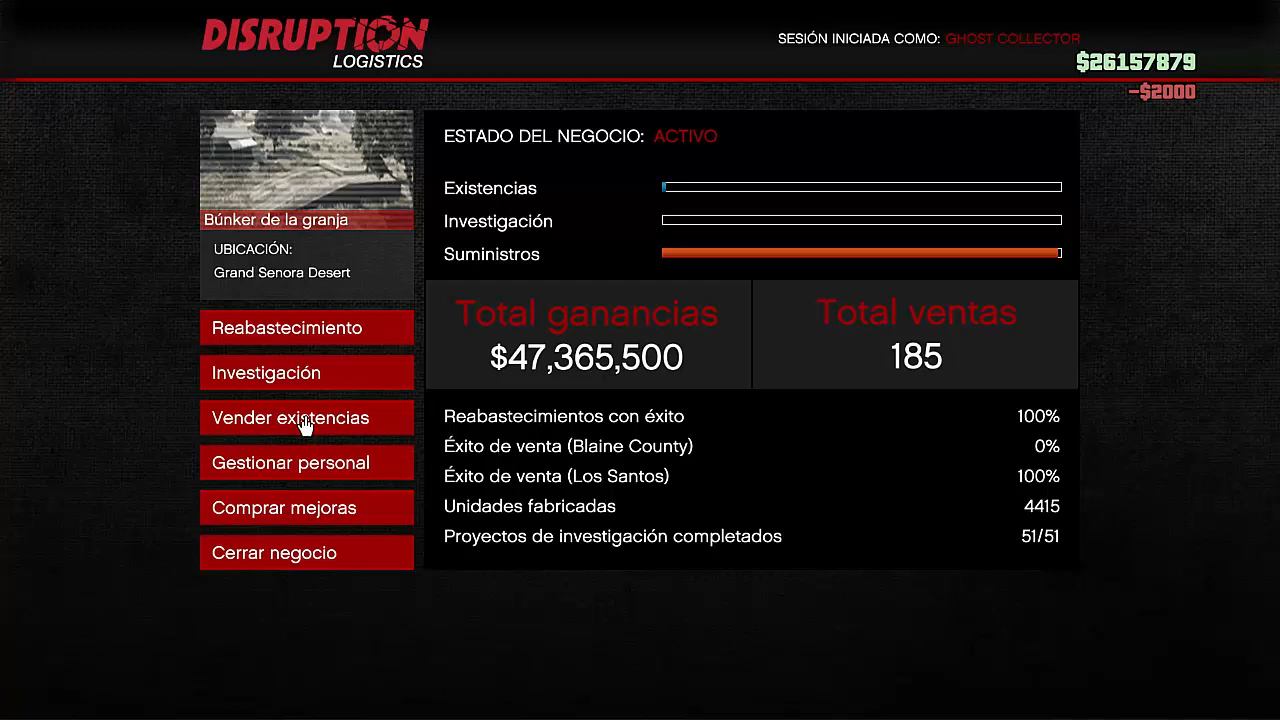 DISRUPTION
LOGISTICS
SESIÓN INICIADA COMO: GHOST COLLECTOR
$26157879
-$2000
Búnker de la granja
UBICACIÓN:
Grand Senora Desert
Reabastecimiento
Investigación
Vender existencias
Gestionar personal
Comprar mejoras
Cerrar negocio
ESTADO DEL NEGOCIO: ACTIVO
Existencias
Investigación
Suministros
Total ganancias
$47,365,500
Total ventas
185
Reabastecimientos con éxito 100%
Éxito de venta (Blaine County) 0%
Éxito de venta (Los Santos) 100%
Unidades fabricadas 4415
Proyectos de investigación completados 51/51